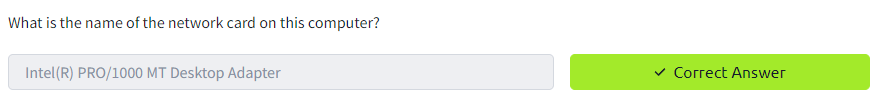 What is the name of the network card on this computer?
Intel(R) PRO/1000 MT Desktop Adapter
Correct Answer